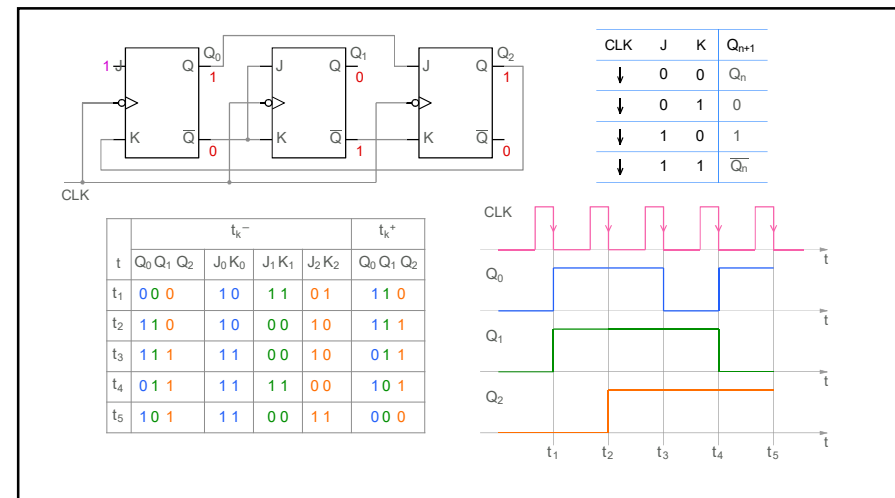 Q₀ Q₁ Q₂
1 J Q J Q J Q
1 0 1
K Q̅ K Q̅ K Q̅
0 1 0
CLK
CLK J K Qₙ₊₁
↓ 0 0 Qₙ
↓ 0 1 0
↓ 1 0 1
↓ 1 1 Q̅ₙ
tₖ⁻ tₖ⁺
t Q₀ Q₁ Q₂ J₀ K₀ J₁ K₁ J₂ K₂ Q₀ Q₁ Q₂
t₁ 0 0 0 1 0 1 1 0 1 1 1 0
t₂ 1 1 0 1 0 0 0 1 0 1 1 1
t₃ 1 1 1 1 1 0 0 1 0 0 1 1
t₄ 0 1 1 1 1 1 1 0 0 1 0 1
t₅ 1 0 1 1 1 0 0 1 1 0 0 0
CLK
t
Q₀
t
Q₁
t
Q₂
t
t₁ t₂ t₃ t₄ t₅